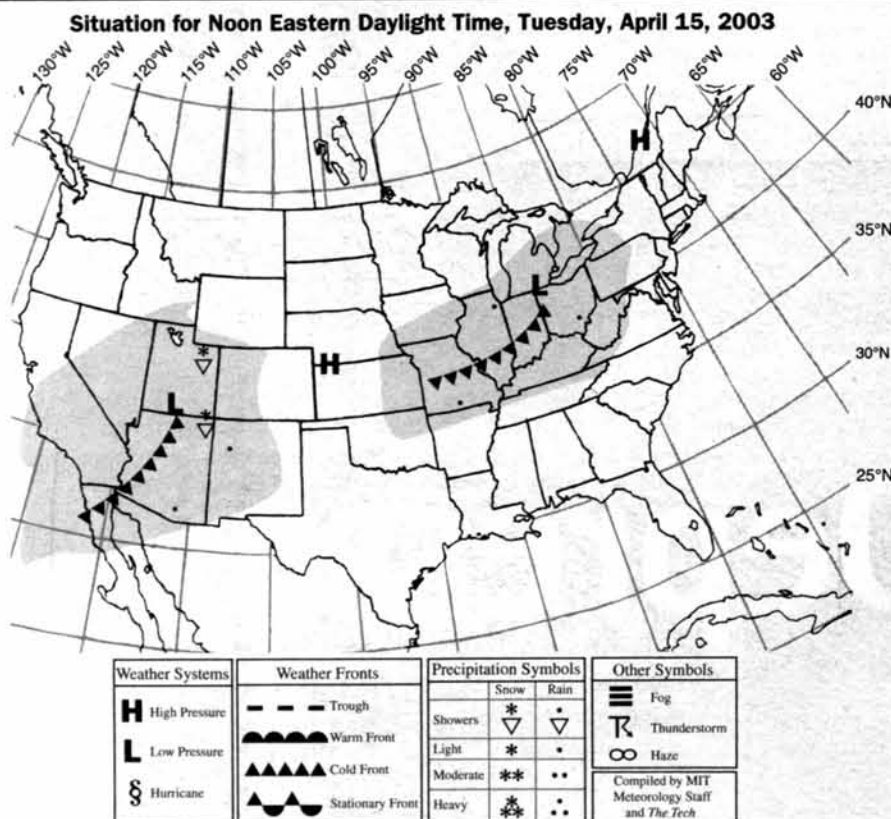 Situation for Noon Eastern Daylight Time, Tuesday, April 15, 2003
130°W
125°W
120°W
115°W
110°W
105°W
100°W
95°W
90°W
85°W
80°W
75°W
70°W
65°W
60°W
40°N
35°N
30°N
25°N
H
L
H
L
Weather Systems
H High Pressure
L Low Pressure
§ Hurricane
Weather Fronts
Trough
Warm Front
Cold Front
Stationary Front
Precipitation Symbols
Snow Rain
Showers
Light
Moderate
Heavy
Other Symbols
Fog
Thunderstorm
Haze
Compiled by MIT
Meteorology Staff
and The Tech